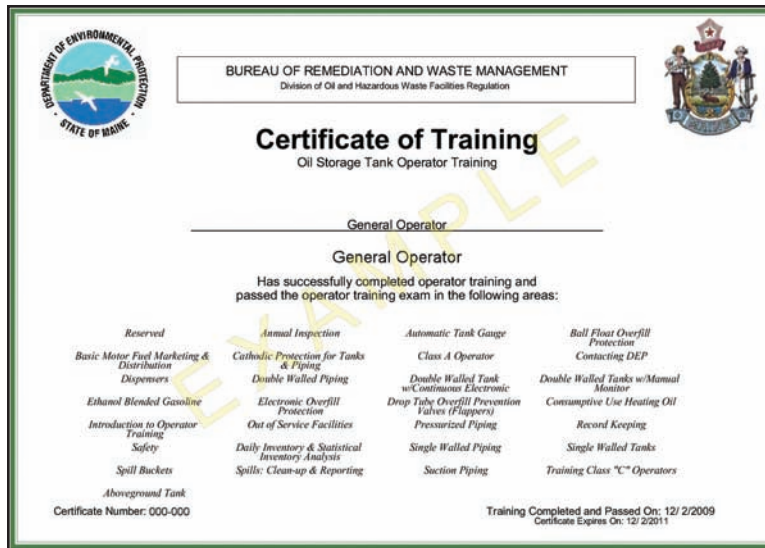 DEPARTMENT OF ENVIRONMENTAL PROTECTION
STATE OF MAINE
BUREAU OF REMEDIATION AND WASTE MANAGEMENT
Division of Oil and Hazardous Waste Facilities Regulation
Certificate of Training
Oil Storage Tank Operator Training
EXAMPLE
General Operator
General Operator
Has successfully completed operator training and
passed the operator training exam in the following areas:
Reserved Annual Inspection Automatic Tank Gauge Ball Float Overfill
Protection
Basic Motor Fuel Marketing & Cathodic Protection for Tanks Class A Operator Contacting DEP
Distribution & Piping
Dispensers Double Walled Piping Double Walled Tank Double Walled Tanks w/Manual
w/Continuous Electronic Monitor
Ethanol Blended Gasoline Electronic Overfill Drop Tube Overfill Prevention Consumptive Use Heating Oil
Protection Valves (Flappers)
Introduction to Operator Out of Service Facilities Pressurized Piping Record Keeping
Training
Safety Daily Inventory & Statistical Single Walled Piping Single Walled Tanks
Inventory Analysis
Spill Buckets Spills: Clean-up & Reporting Suction Piping Training Class "C" Operators
Aboveground Tank
Certificate Number: 000-000 Training Completed and Passed On: 12/ 2/2009
Certificate Expires On: 12/ 2/2011